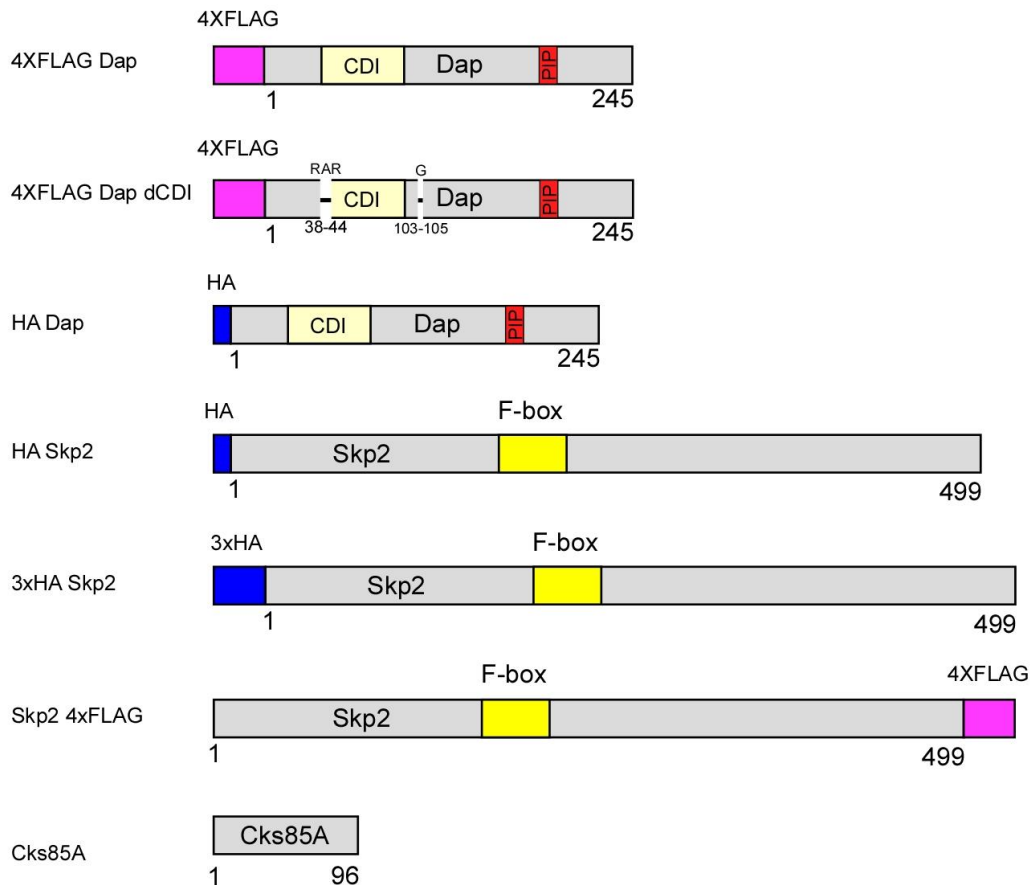 4XFLAG
4XFLAG Dap
CDI Dap PIP
1 245
4XFLAG
RAR G
4XFLAG Dap dCDI
CDI Dap PIP
1 38-44 103-105 245
HA
HA Dap
CDI Dap PIP
1 245
HA F-box
HA Skp2
Skp2
1 499
3xHA F-box
3xHA Skp2
Skp2
1 499
F-box 4XFLAG
Skp2 4xFLAG
Skp2
1 499
Cks85A
Cks85A
1 96